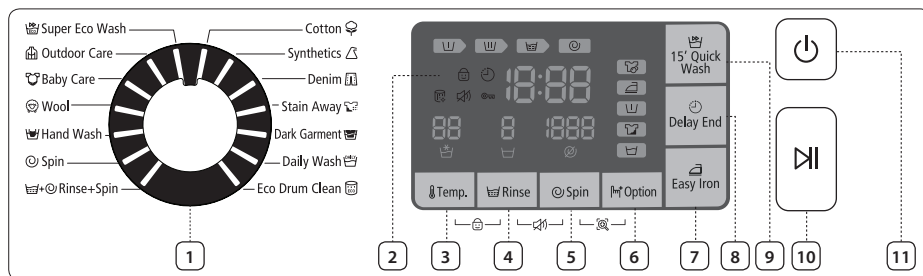 Super Eco Wash
Outdoor Care
Baby Care
Wool
Hand Wash
Spin
+ Rinse+Spin
Cotton
Synthetics
Denim
Stain Away
Dark Garment
Daily Wash
Eco Drum Clean
18:88
88 8 1888
Temp. Rinse Spin Option
15' Quick
Wash
Delay End
Easy Iron
1 2 3 4 5 6 7 8 9 10 11